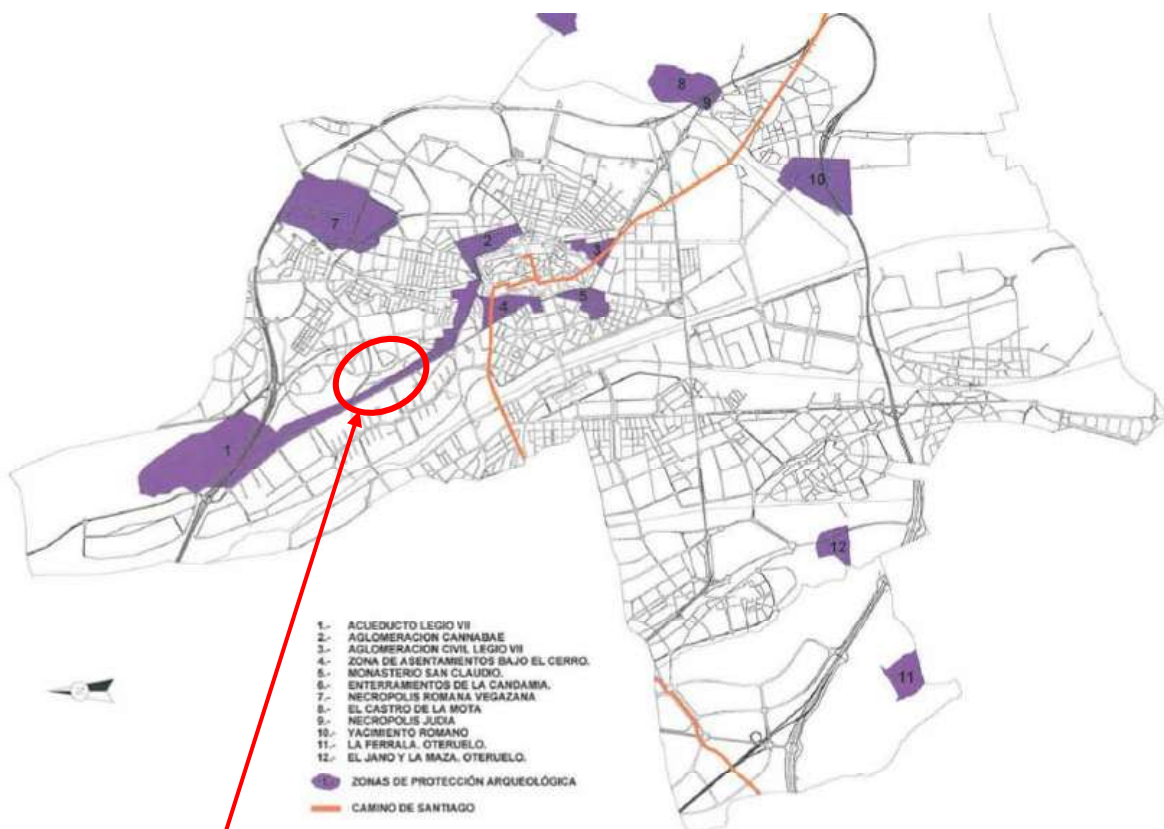 8
9
10
7
2
3
4
5
1
12
11
1.- ACUEDUCTO LEGIO VII
2.- AGLOMERACION CANNABAE
3.- AGLOMERACION CIVIL LEGIO VII
4.- ZONA DE ASENTAMIENTOS BAJO EL CERRO.
5.- MONASTERIO SAN CLAUDIO.
6.- ENTERRAMIENTOS DE LA CANDAMIA.
7.- NECROPOLIS ROMANA VEGAZANA
8.- EL CASTRO DE LA MOTA
9.- NECROPOLIS JUDIA
10.- YACIMIENTO ROMANO
11.- LA FERRALA. OTERUELO.
12.- EL JANO Y LA MAZA. OTERUELO.
ZONAS DE PROTECCIÓN ARQUEOLÓGICA
CAMINO DE SANTIAGO